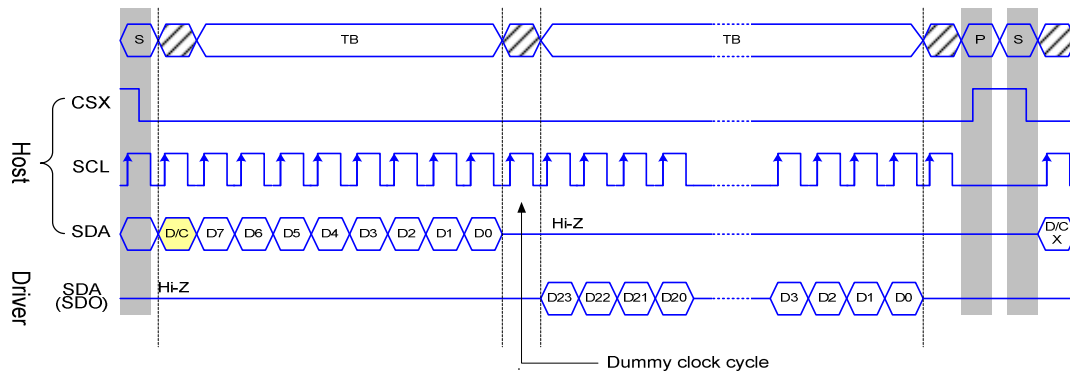 S TB TB P S
CSX
Host
SCL
SDA D/C D7 D6 D5 D4 D3 D2 D1 D0 Hi-Z D/C X
Driver
SDA (SDO) Hi-Z D23 D22 D21 D20 D3 D2 D1 D0
Dummy clock cycle